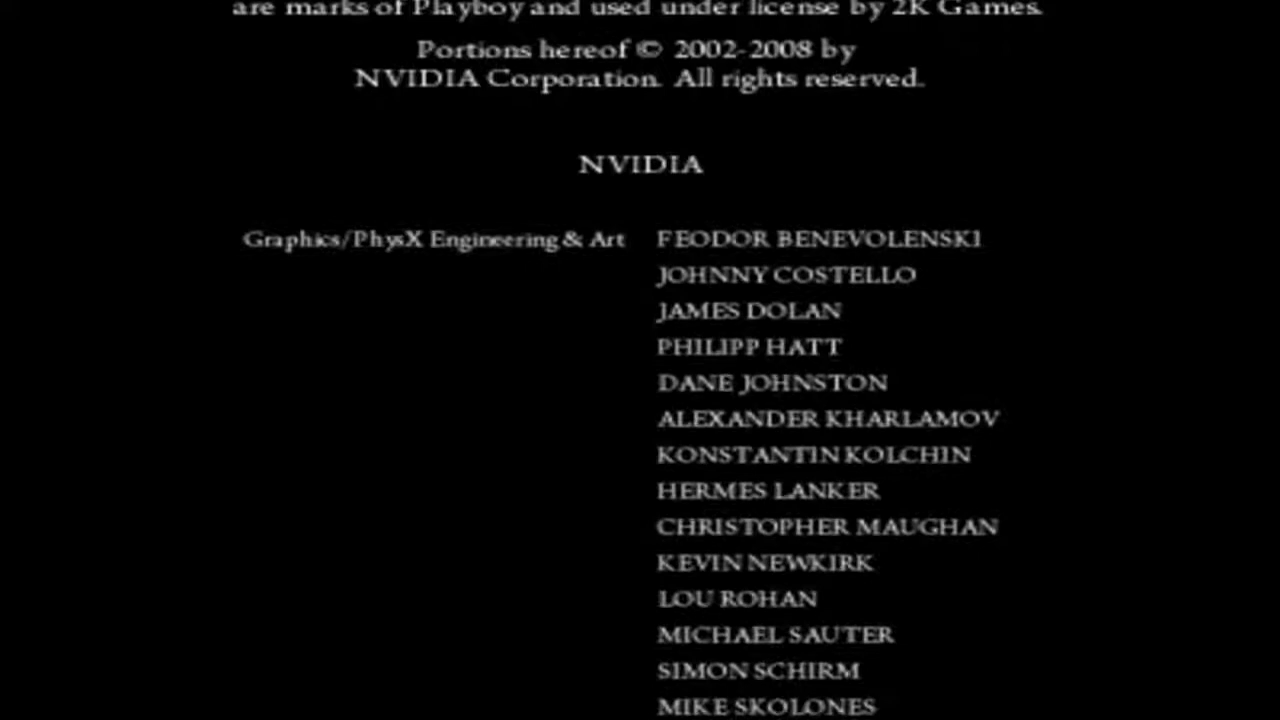 are marks of Playboy and used under license by 2K Games.
Portions hereof © 2002-2008 by
NVIDIA Corporation. All rights reserved.
NVIDIA
Graphics/PhysX Engineering & Art FEODOR BENEVOLENSKI
JOHNNY COSTELLO
JAMES DOLAN
PHILIPP HATT
DANE JOHNSTON
ALEXANDER KHARLAMOV
KONSTANTIN KOLCHIN
HERMES LANKER
CHRISTOPHER MAUGHAN
KEVIN NEWKIRK
LOU ROHAN
MICHAEL SAUTER
SIMON SCHIRM
MIKE SKOLONES